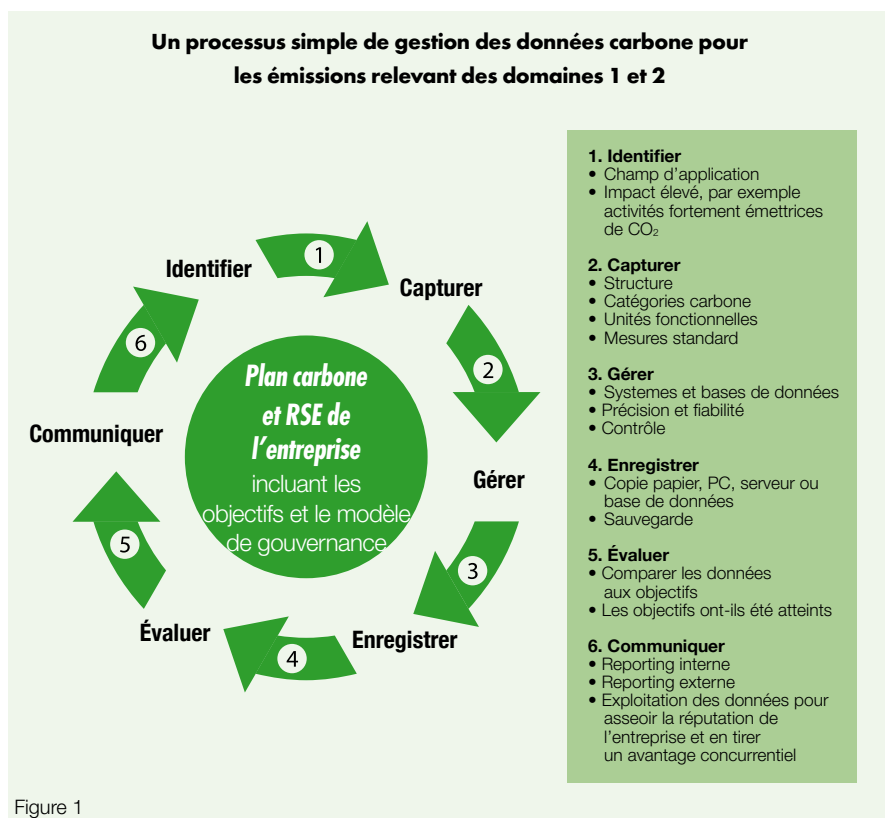 Un processus simple de gestion des données carbone pour
les émissions relevant des domaines 1 et 2
Identifier
1
Capturer
2
Gérer
3
Enregistrer
4
Évaluer
5
Communiquer
6
Plan carbone
et RSE de
l’entreprise
incluant les
objectifs et le modèle
de gouvernance
1. Identifier
• Champ d’application
• Impact élevé, par exemple
activités fortement émettrices
de CO₂
2. Capturer
• Structure
• Catégories carbone
• Unités fonctionnelles
• Mesures standard
3. Gérer
• Systemes et bases de données
• Précision et fiabilité
• Contrôle
4. Enregistrer
• Copie papier, PC, serveur ou
base de données
• Sauvegarde
5. Évaluer
• Comparer les données
aux objectifs
• Les objectifs ont-ils été atteints
6. Communiquer
• Reporting interne
• Reporting externe
• Exploitation des données pour
asseoir la réputation de
l’entreprise et en tirer
un avantage concurrentiel
Figure 1